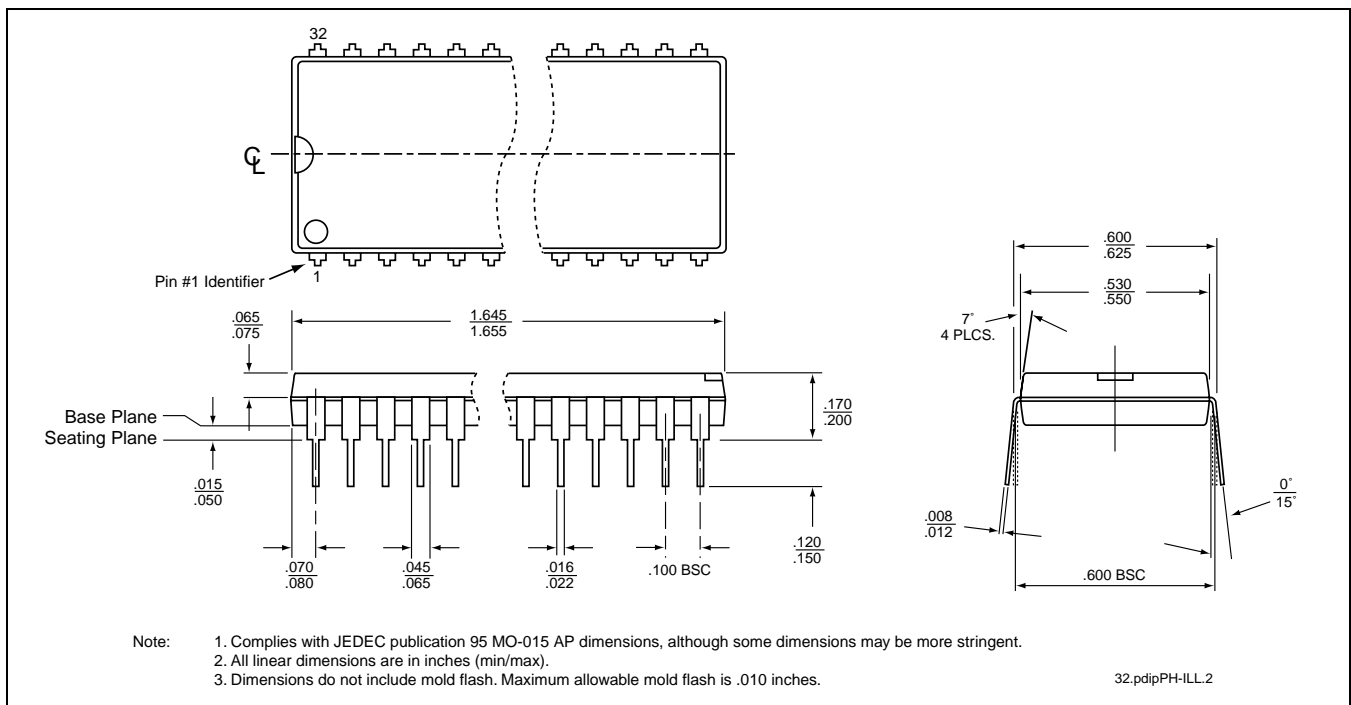 32
C
L
Pin #1 Identifier
1
.600
.625
.530
.550
7°
4 PLCS.
.065
.075
1.645
1.655
Base Plane
Seating Plane
.170
.200
.015
.050
.008
.012
0°
15°
.070
.080
.045
.065
.016
.022
.100 BSC
.120
.150
.600 BSC
Note: 1. Complies with JEDEC publication 95 MO-015 AP dimensions, although some dimensions may be more stringent.
2. All linear dimensions are in inches (min/max).
3. Dimensions do not include mold flash. Maximum allowable mold flash is .010 inches.
32.pdipPH-ILL.2